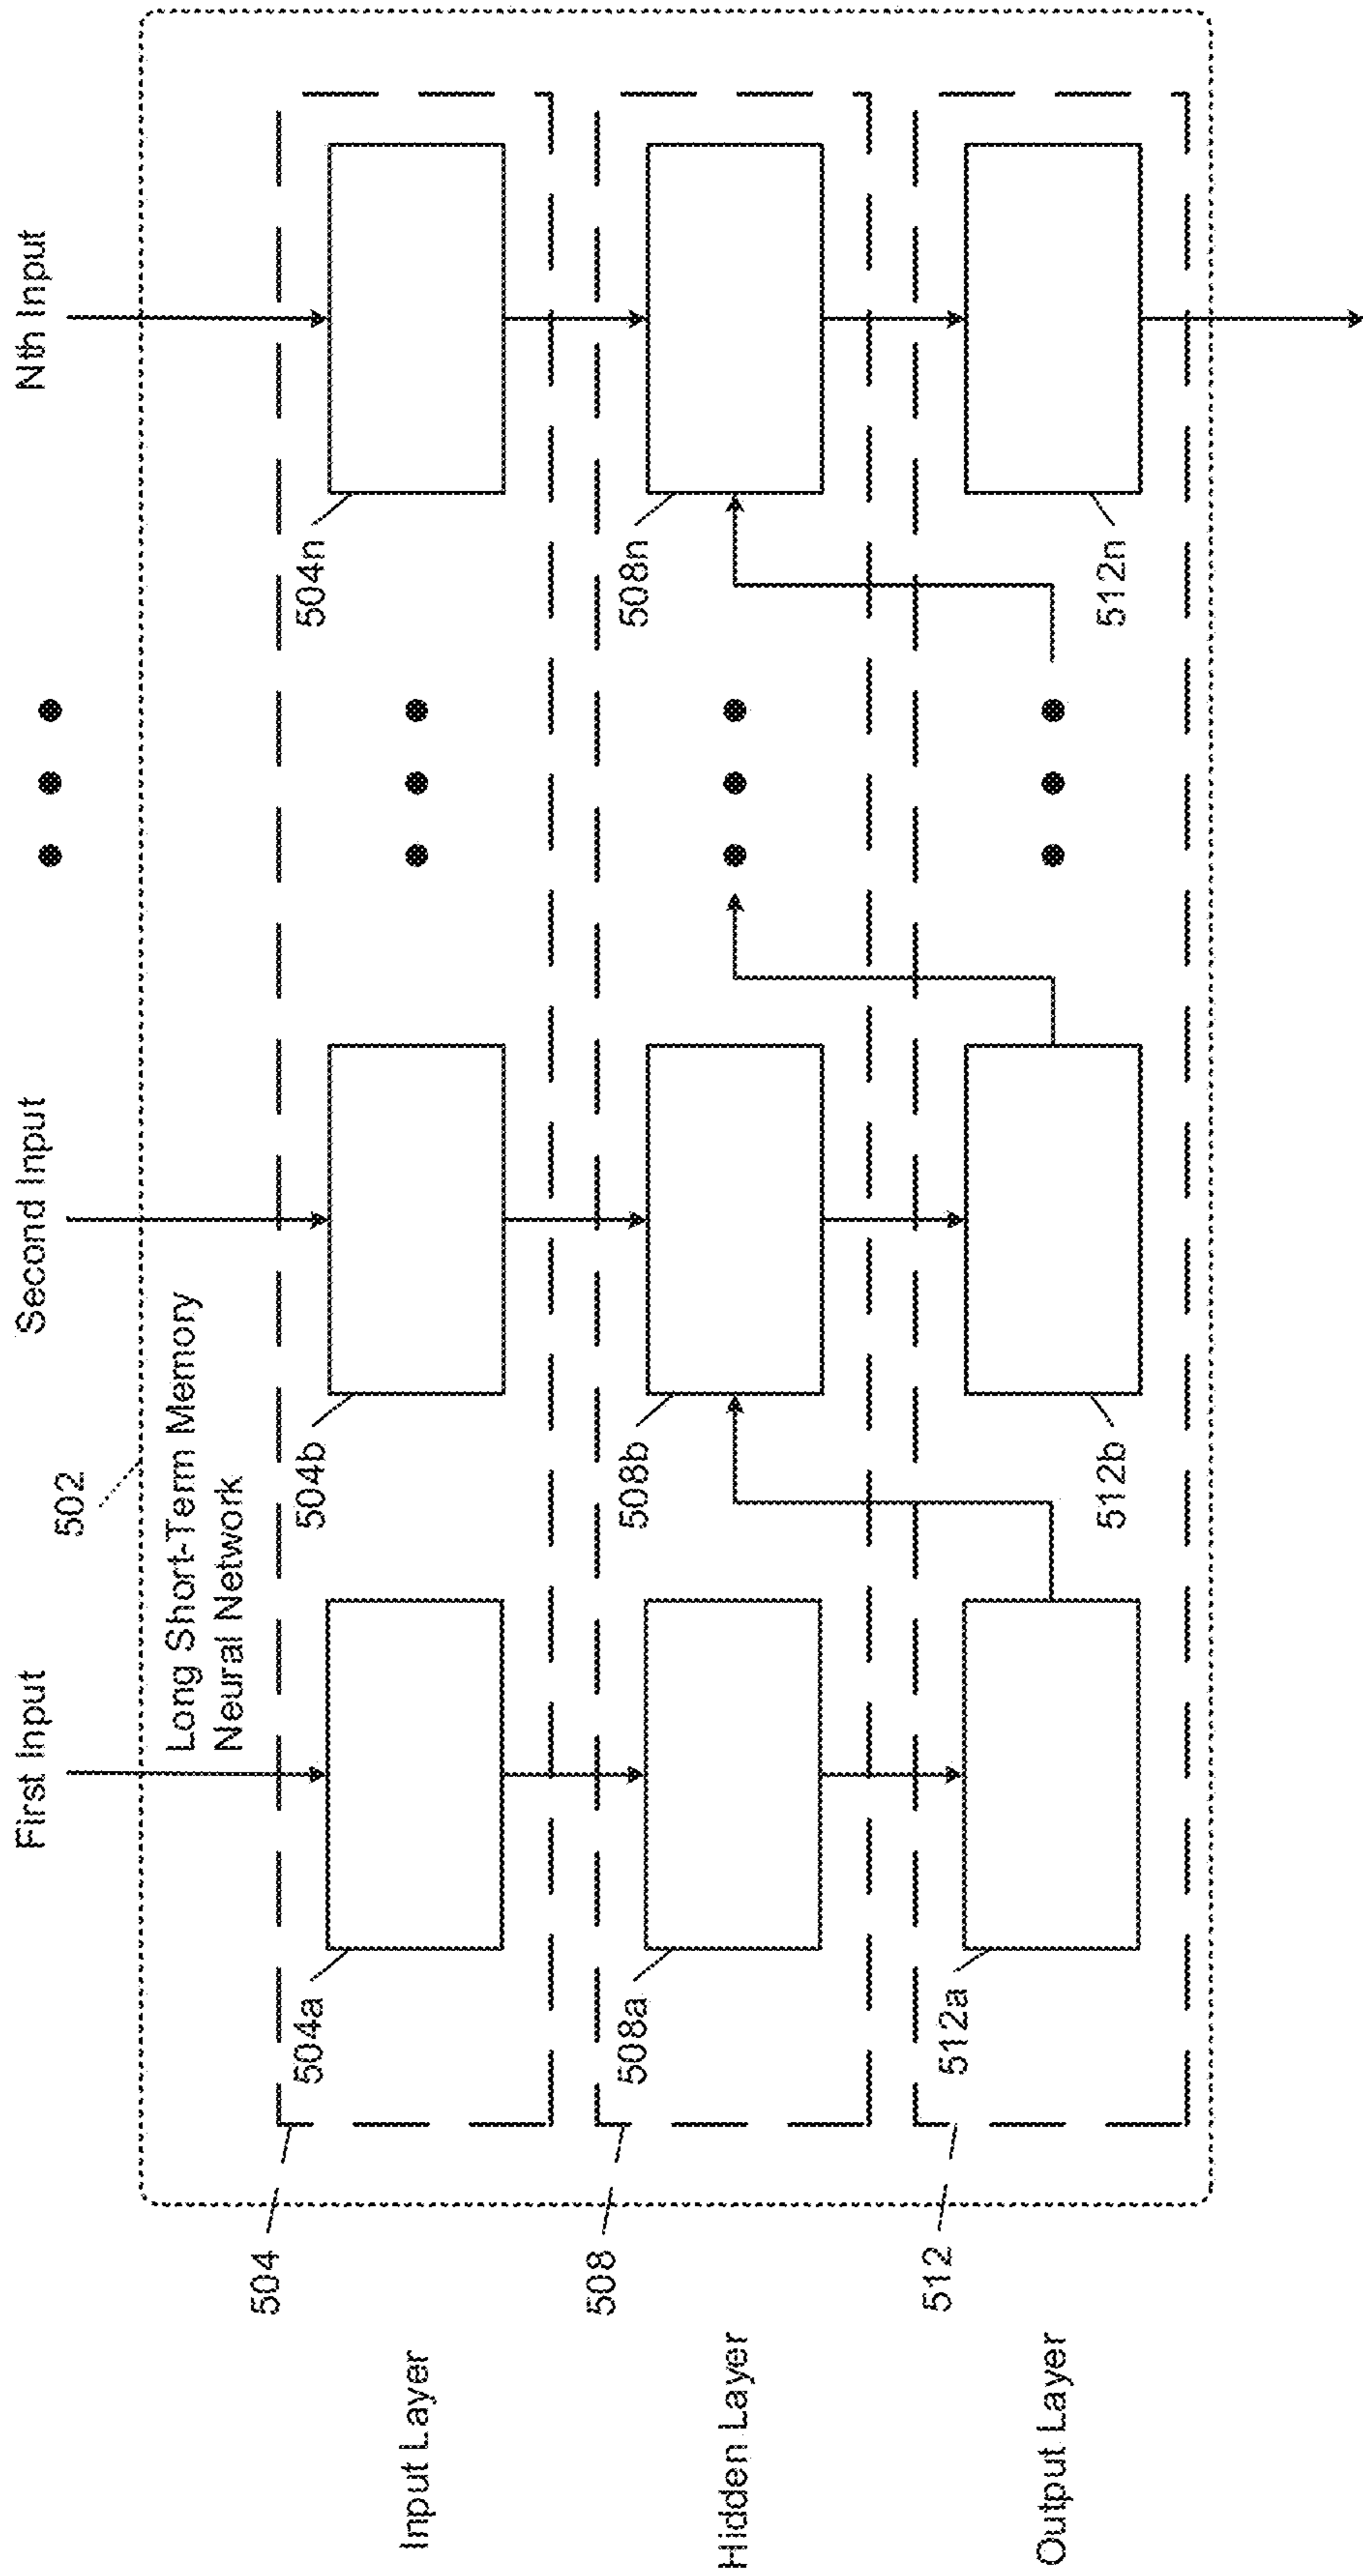 First Input
Second Input
Nth Input
502
Long Short-Term Memory
Neural Network
504
504a
504b
504n
Input Layer
508
508a
508b
508n
Hidden Layer
512
512a
512b
512n
Output Layer